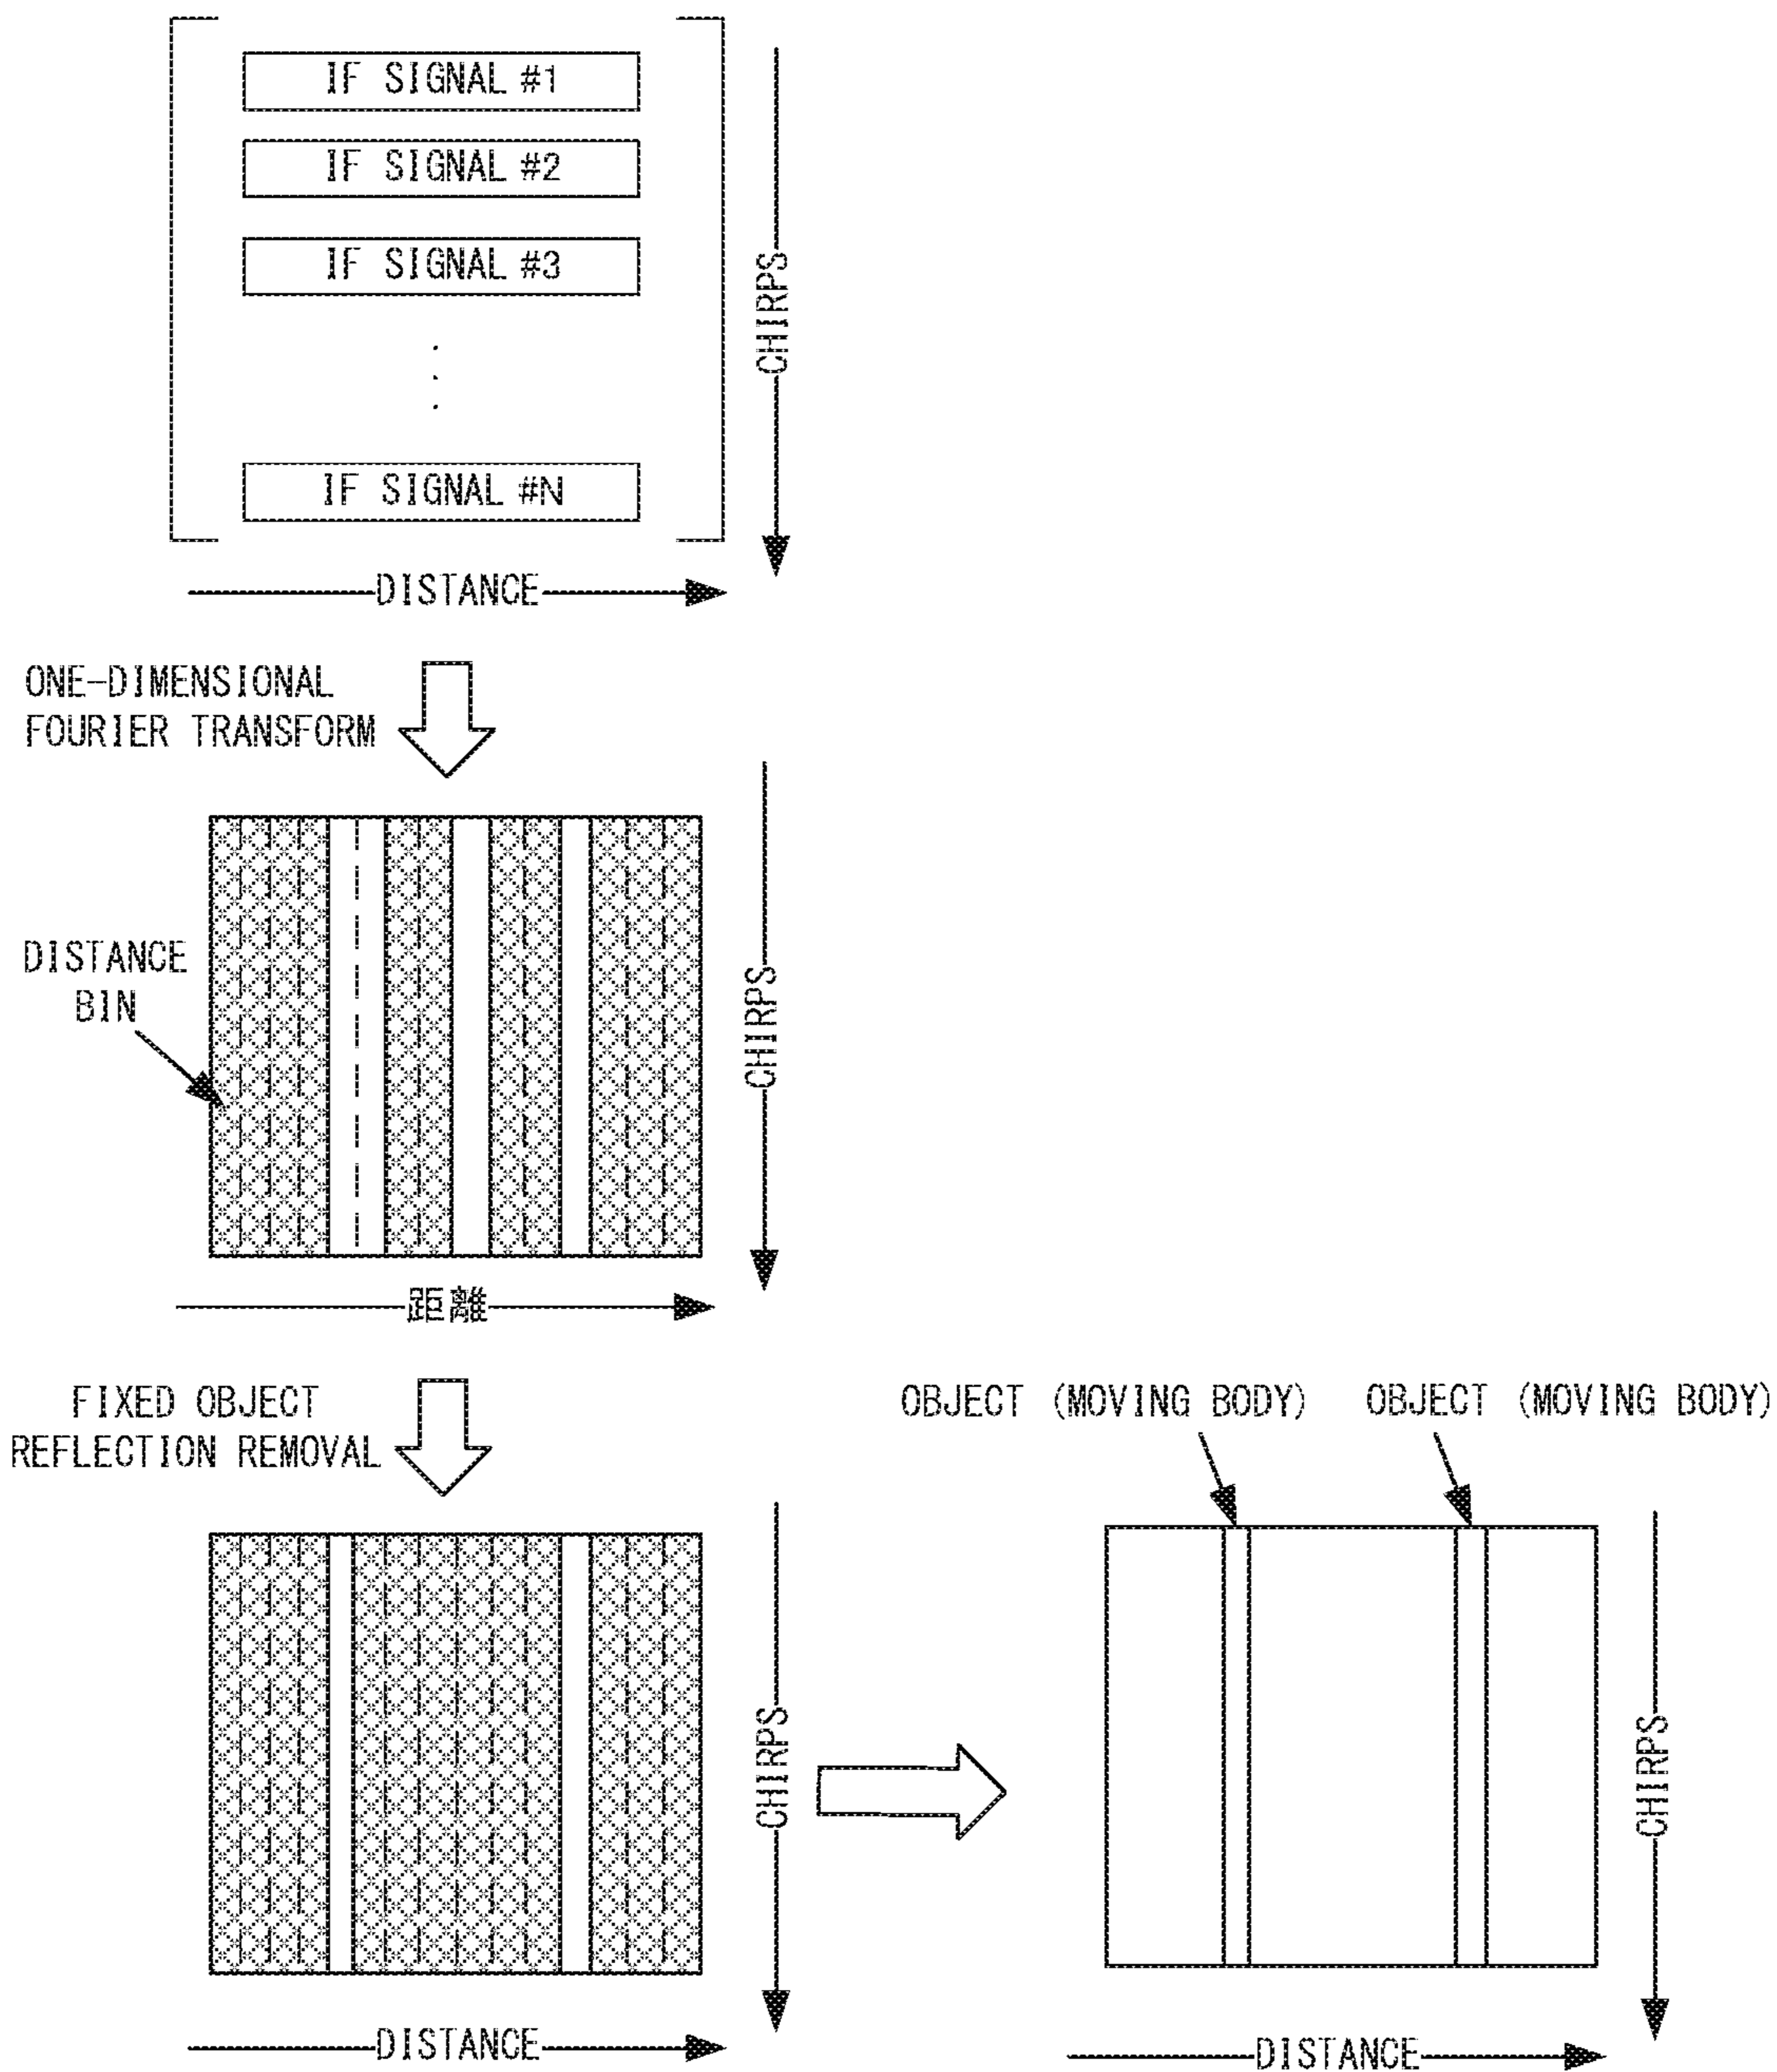 IF SIGNAL #1
IF SIGNAL #2
IF SIGNAL #3
IF SIGNAL #N
CHIRPS
DISTANCE
ONE-DIMENSIONAL
FOURIER TRANSFORM
DISTANCE
BIN
CHIRPS
距離
FIXED OBJECT
REFLECTION REMOVAL
OBJECT (MOVING BODY)
OBJECT (MOVING BODY)
CHIRPS
CHIRPS
DISTANCE
DISTANCE